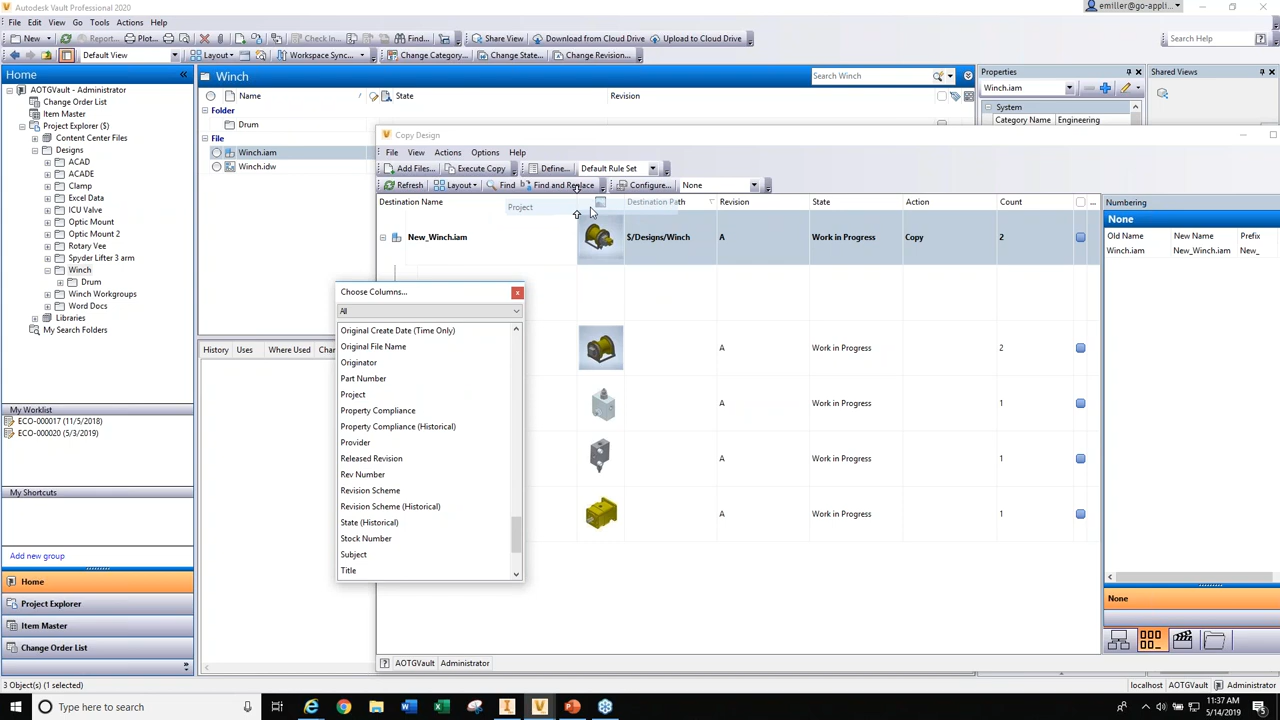 Autodesk Vault Professional 2020
emiller@go-appli...
File Edit View Go Tools Actions Help
New Plot... Check In... Find... Share View Download from Cloud Drive Upload to Cloud Drive
Search Help
Default View Layout Workspace Sync... Change Category... Change State... Change Revision...
Home
AOTGVault - Administrator
Change Order List
Item Master
Project Explorer ($)
Content Center Files
Designs
ACAD
ACADE
Clamp
Excel Data
ICU Valve
Optic Mount
Optic Mount 2
Rotary Vee
Spyder Lifter 3 arm
Winch
Drum
Winch Workgroups
Word Docs
Libraries
My Search Folders
My Worklist
ECO-000017 (11/5/2018)
ECO-000020 (5/3/2019)
My Shortcuts
Add new group
Home
Project Explorer
Item Master
Change Order List
Winch
Search Winch
Name State Revision
Folder
Drum
File
Winch.iam
Winch.idw
History Uses Where Used Char
Properties
Winch.iam
System
Category Name Engineering
Shared Views
Copy Design
File View Actions Options Help
Add Files... Execute Copy Define... Default Rule Set
Refresh Layout Find Find and Replace Configure... None
Destination Name Destination Path Revision State Action Count ...
Project
New_Winch.iam $/Designs/Winch A Work in Progress Copy 2
A Work in Progress 2
A Work in Progress 1
A Work in Progress 1
A Work in Progress 1
Choose Columns...
All
Original Create Date (Time Only)
Original File Name
Originator
Part Number
Project
Property Compliance
Property Compliance (Historical)
Provider
Released Revision
Rev Number
Revision Scheme
Revision Scheme (Historical)
State (Historical)
Stock Number
Subject
Title
Numbering
None
Old Name New Name Prefix
Winch.iam New_Winch.iam New_
None
AOTGVault Administrator
3 Object(s) (1 selected)
localhost AOTGVault Administrator
Type here to search
11:37 AM
5/14/2019